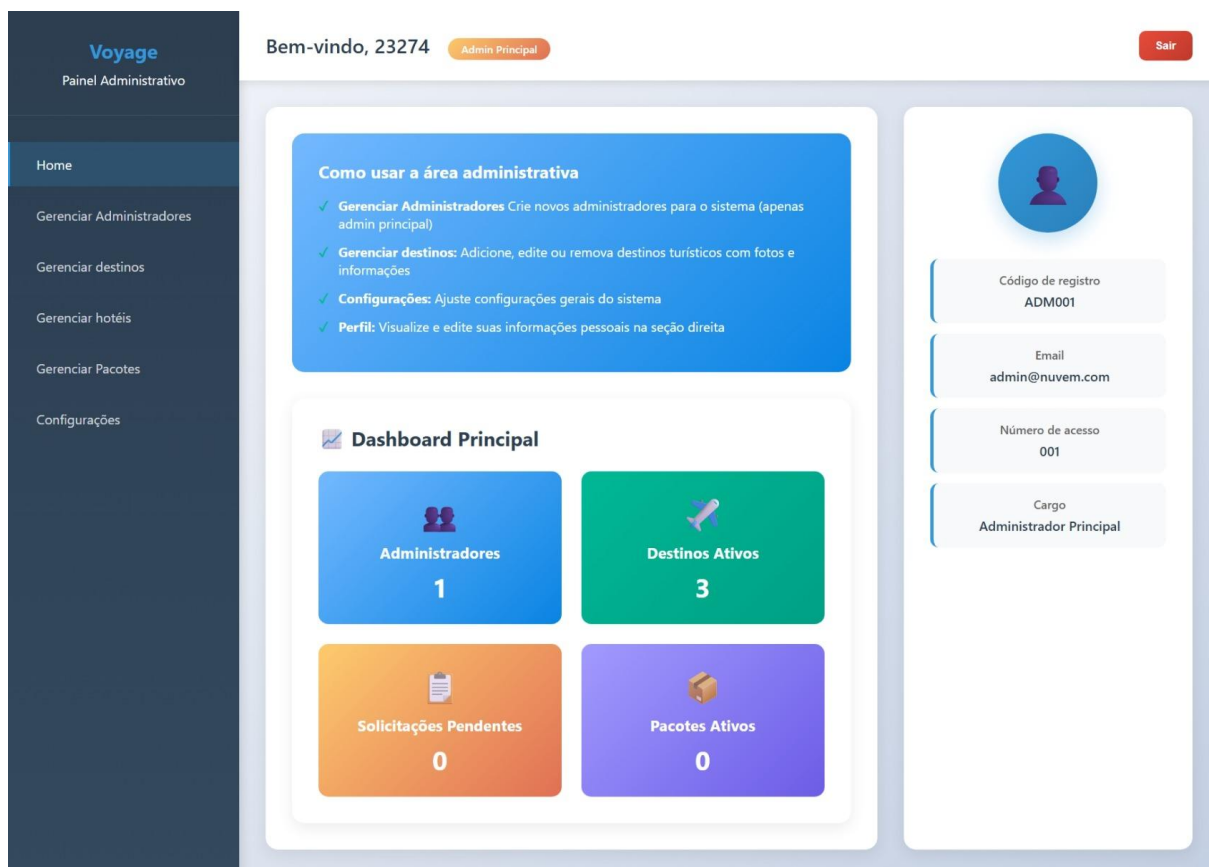 Voyage
Painel Administrativo
Home
Gerenciar Administradores
Gerenciar destinos
Gerenciar hotéis
Gerenciar Pacotes
Configurações
Bem-vindo, 23274
Admin Principal
Sair
Como usar a área administrativa
✓ Gerenciar Administradores Crie novos administradores para o sistema (apenas
admin principal)
✓ Gerenciar destinos: Adicione, edite ou remova destinos turísticos com fotos e
informações
✓ Configurações: Ajuste configurações gerais do sistema
✓ Perfil: Visualize e edite suas informações pessoais na seção direita
Dashboard Principal
Administradores
1
Destinos Ativos
3
Solicitações Pendentes
0
Pacotes Ativos
0
Código de registro
ADM001
Email
admin@nuvem.com
Número de acesso
001
Cargo
Administrador Principal